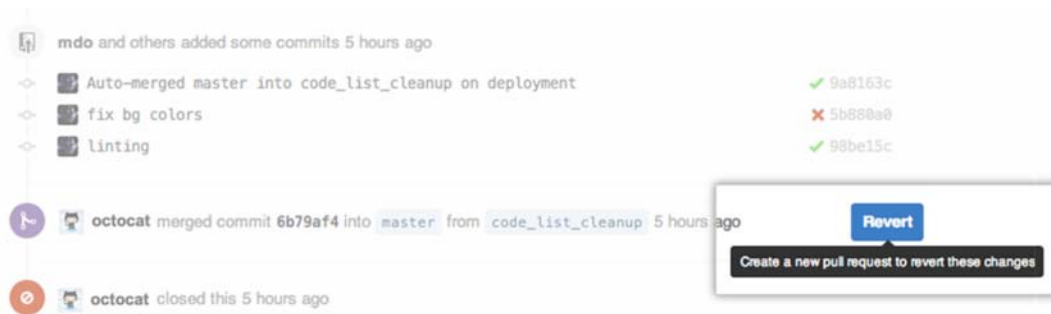 mdo and others added some commits 5 hours ago
Auto-merged master into code_list_cleanup on deployment 9a8163c
fix bg colors 5b880a0
linting 98be15c
octocat merged commit 6b79af4 into master from code_list_cleanup 5 hours ago Revert
Create a new pull request to revert these changes
octocat closed this 5 hours ago